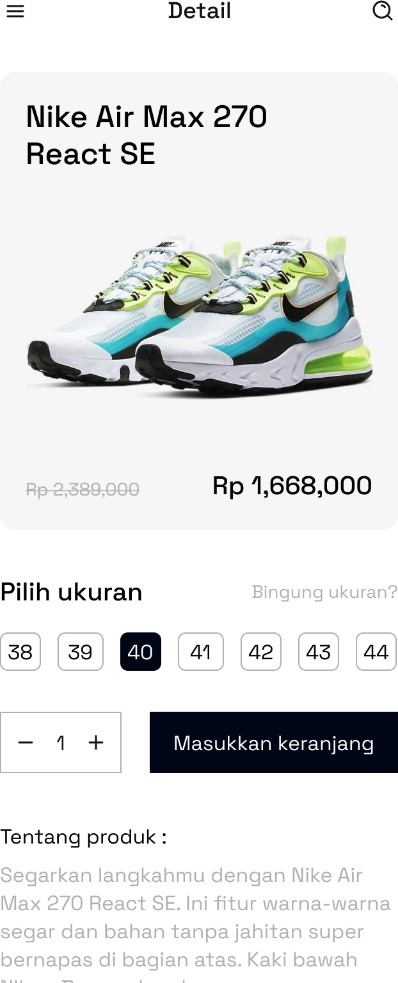 Detail
Nike Air Max 270
React SE
Rp 2,389,000
Rp 1,668,000
Pilih ukuran
Bingung ukuran?
38 39 40 41 42 43 44
− 1 +
Masukkan keranjang
Tentang produk :
Segarkan langkahmu dengan Nike Air
Max 270 React SE. Ini fitur warna-warna
segar dan bahan tanpa jahitan super
bernapas di bagian atas. Kaki bawah